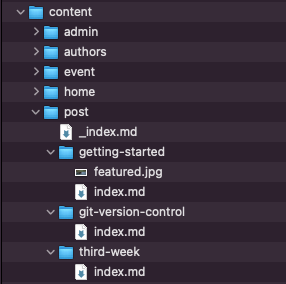 content
admin
authors
event
home
post
_index.md
getting-started
featured.jpg
index.md
git-version-control
index.md
third-week
index.md